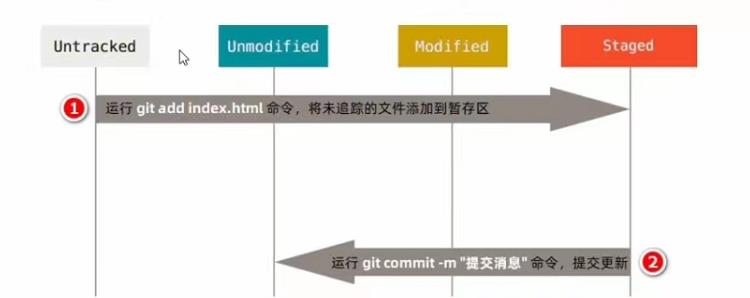 Untracked
Unmodified
Modified
Staged
1
运行 git add index.html 命令，将未追踪的文件添加到暂存区
运行 git commit -m "提交消息" 命令，提交更新
2